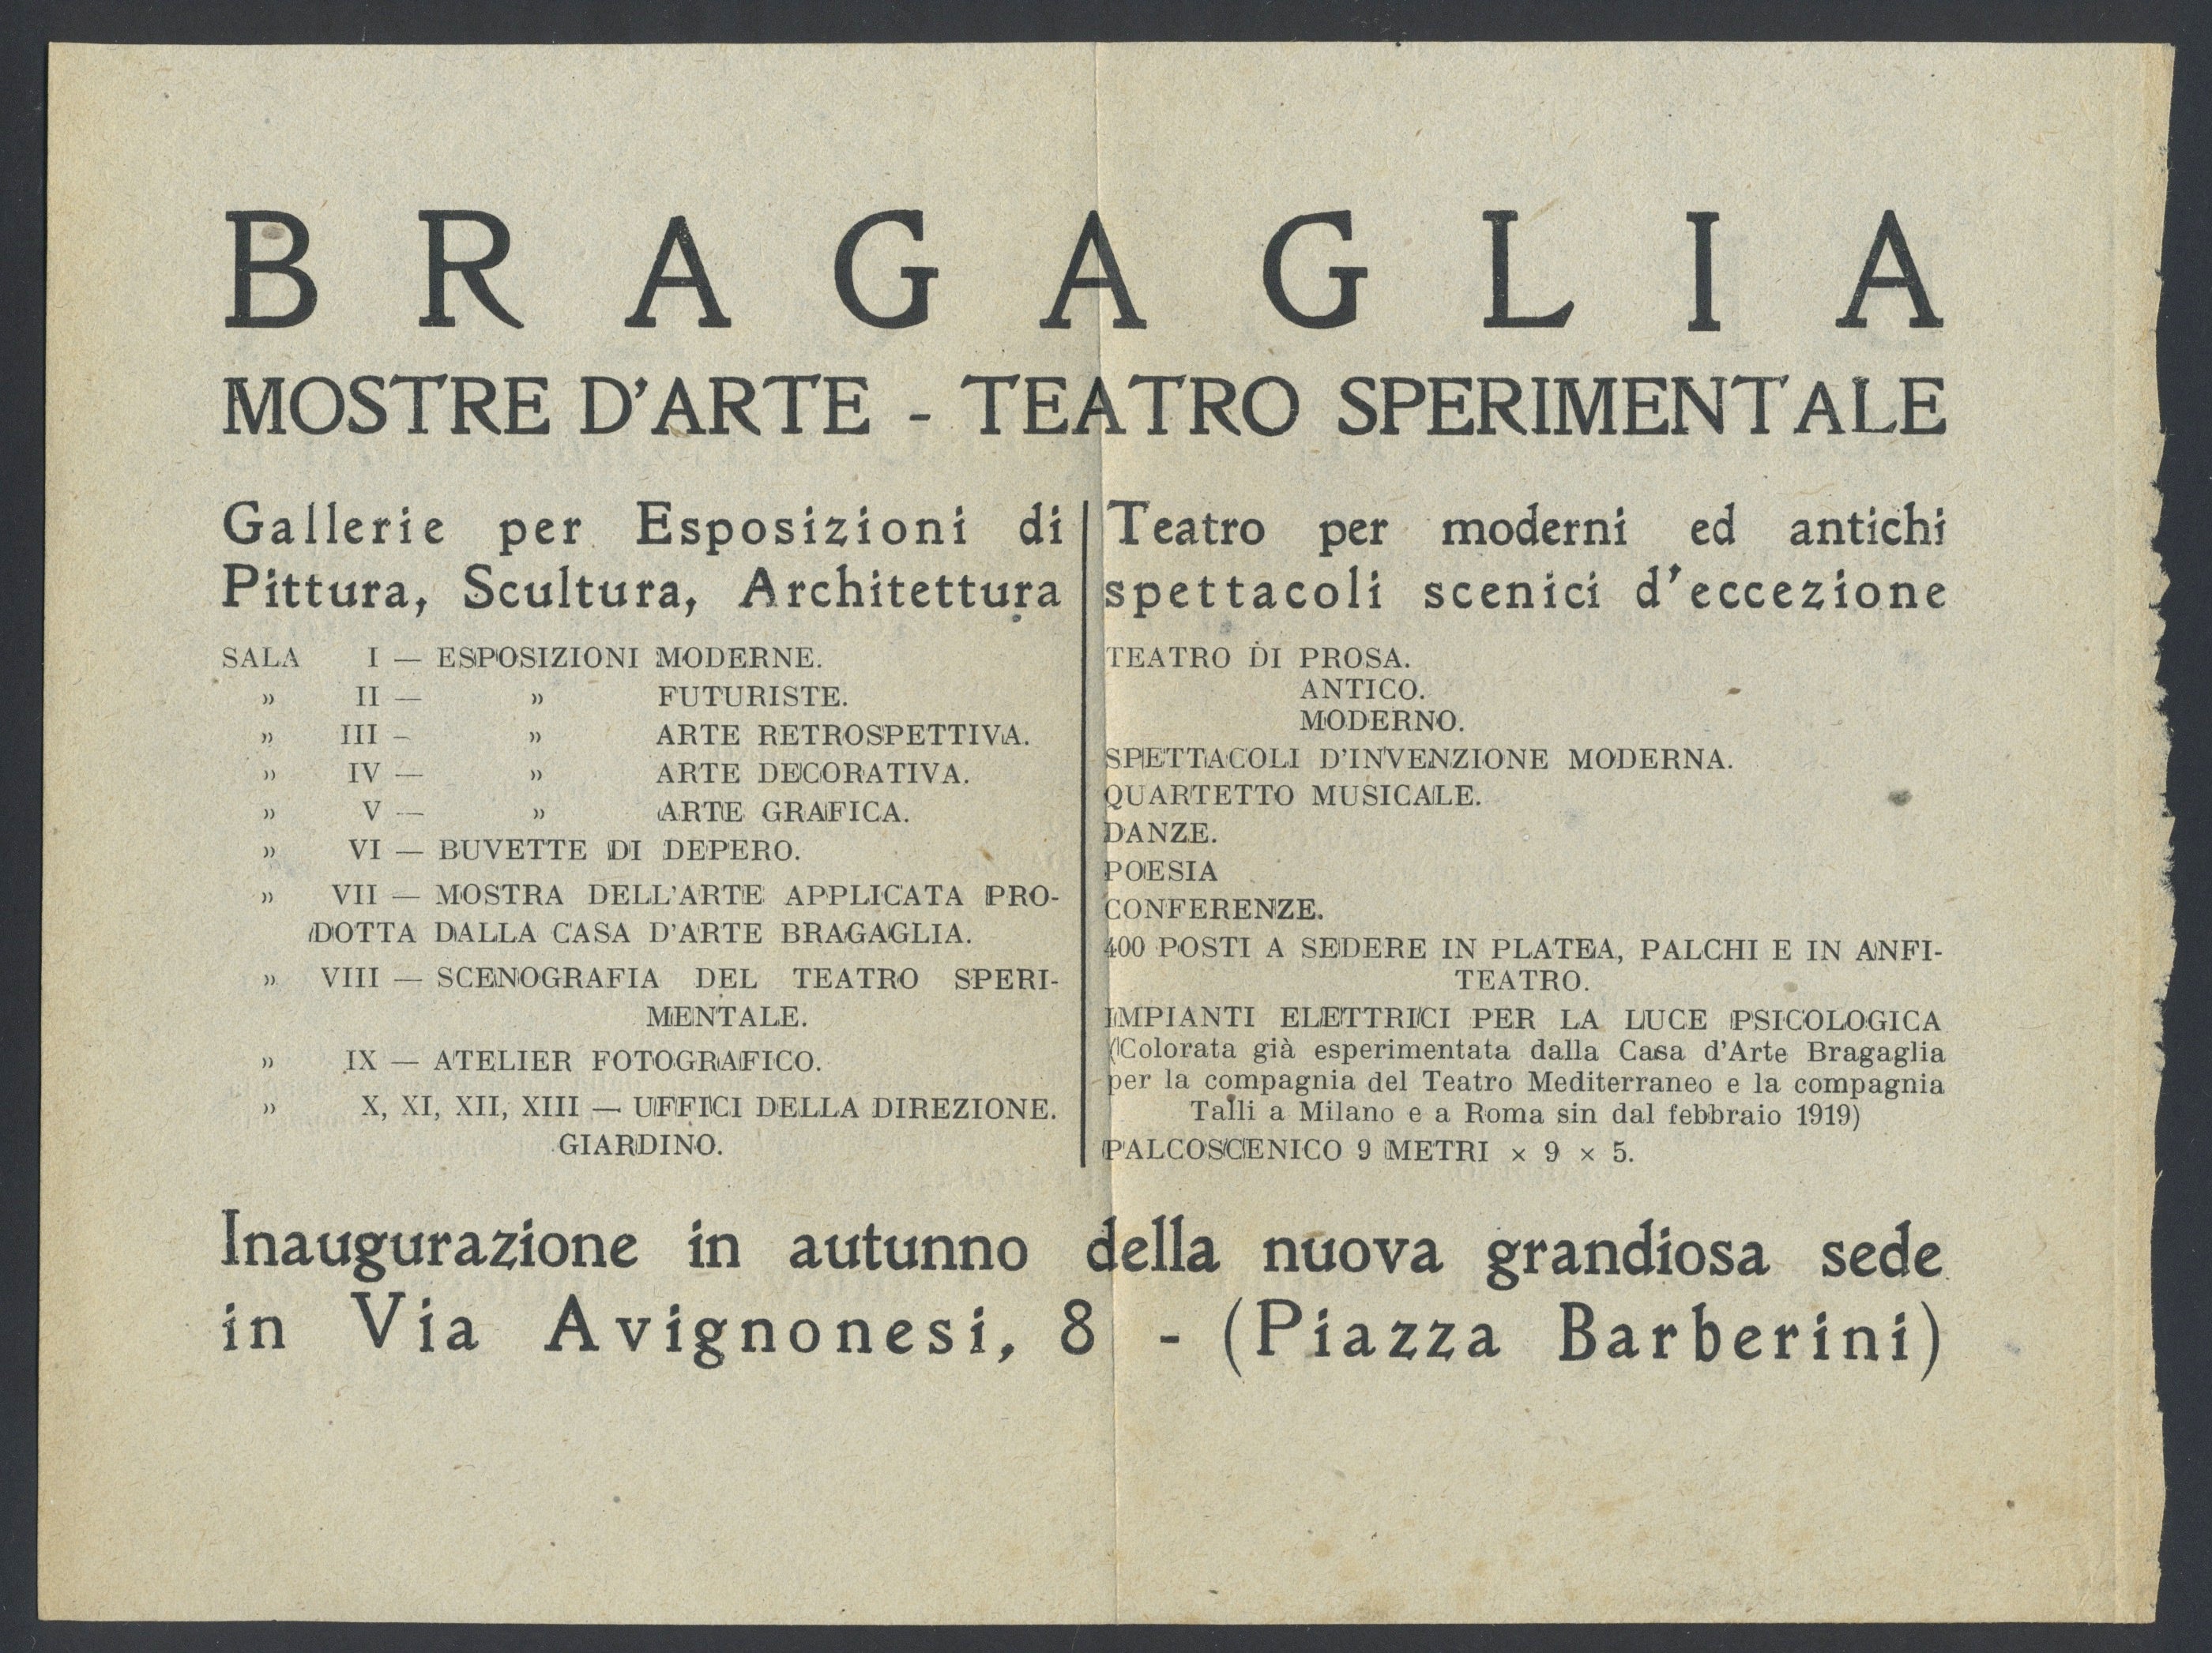 BRAGAGLIA
MOSTRE D'ARTE - TEATRO SPERIMENTALE
Gallerie per Esposizioni di
Pittura, Scultura, Architettura
SALA I — ESPOSIZIONI MODERNE.
» II — » FUTURISTE.
» III — » ARTE RETROSPETTIVA.
» IV — » ARTE DECORATIVA.
» V — » ARTE GRAFICA.
» VI — BUVETTE DI DEPERO.
» VII — MOSTRA DELL'ARTE APPLICATA PRO-
DOTTA DALLA CASA D'ARTE BRAGAGLIA.
» VIII — SCENOGRAFIA DEL TEATRO SPERI-
MENTALE.
» IX — ATELIER FOTOGRAFICO.
» X, XI, XII, XIII — UFFICI DELLA DIREZIONE.
GIARDINO.
Teatro per moderni ed antichi
spettacoli scenici d'eccezione
TEATRO DI PROSA.
ANTICO.
MODERNO.
SPETTACOLI D'INVENZIONE MODERNA.
QUARTETTO MUSICALE.
DANZE.
POESIA
CONFERENZE.
400 POSTI A SEDERE IN PLATEA, PALCHI E IN ANFI-
TEATRO.
IMPIANTI ELETTRICI PER LA LUCE PSICOLOGICA
(Colorata già esperimentata dalla Casa d'Arte Bragaglia
per la compagnia del Teatro Mediterraneo e la compagnia
Talli a Milano e a Roma sin dal febbraio 1919)
PALCOSCENICO 9 METRI × 9 × 5.
Inaugurazione in autunno della nuova grandiosa sede
in Via Avignonesi, 8 - (Piazza Barberini)